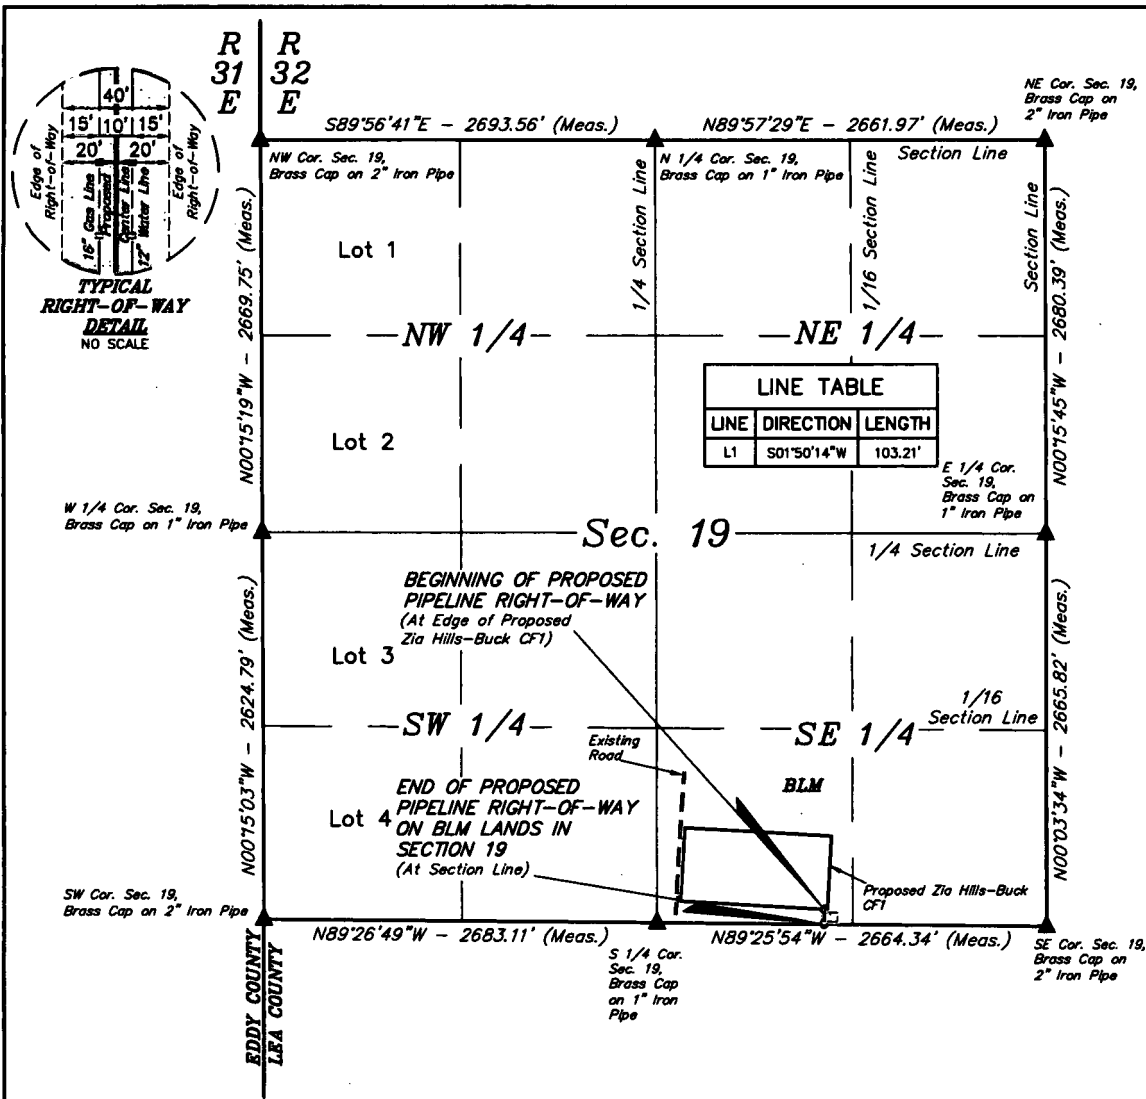 R
31
E
R
32
E
40'
15'
10'
15'
20'
20'
Edge of
Right-of-Way
16" Gas Line
Proposed
Center Line
12" Water Line
Edge of
Right-of-Way
TYPICAL
RIGHT-OF-WAY
DETAIL
NO SCALE
S89°56'41"E - 2693.56' (Meas.)
N89°57'29"E - 2661.97' (Meas.)
NE Cor. Sec. 19,
Brass Cap on
2" Iron Pipe
NW Cor. Sec. 19,
Brass Cap on 2" Iron Pipe
N 1/4 Cor. Sec. 19,
Brass Cap on 1" Iron Pipe
Section Line
N00°15'19"W - 2669.75' (Meas.)
1/4 Section Line
1/16 Section Line
Section Line
N00°15'45"W - 2680.39' (Meas.)
Lot 1
NW 1/4
NE 1/4
LINE TABLE
LINE DIRECTION LENGTH
L1 S01°50'14"W 103.21'
Lot 2
E 1/4 Cor.
Sec. 19,
Brass Cap on
1" Iron Pipe
W 1/4 Cor. Sec. 19,
Brass Cap on 1" Iron Pipe
Sec. 19
1/4 Section Line
BEGINNING OF PROPOSED
PIPELINE RIGHT-OF-WAY
(At Edge of Proposed
Zia Hills-Buck CF1)
N00°15'03"W - 2624.79' (Meas.)
Lot 3
N00°03'34"W - 2665.82' (Meas.)
1/16
Section Line
SW 1/4
SE 1/4
Existing
Road
BLM
END OF PROPOSED
PIPELINE RIGHT-OF-WAY
ON BLM LANDS IN
SECTION 19
(At Section Line)
Lot 4
Proposed Zia Hills-Buck
CF1
L1
SW Cor. Sec. 19,
Brass Cap on 2" Iron Pipe
N89°26'49"W - 2683.11' (Meas.)
N89°25'54"W - 2664.34' (Meas.)
S 1/4 Cor.
Sec. 19,
Brass Cap
on 1" Iron
Pipe
SE Cor. Sec. 19,
Brass Cap on
2" Iron Pipe
EDDY COUNTY
LEA COUNTY